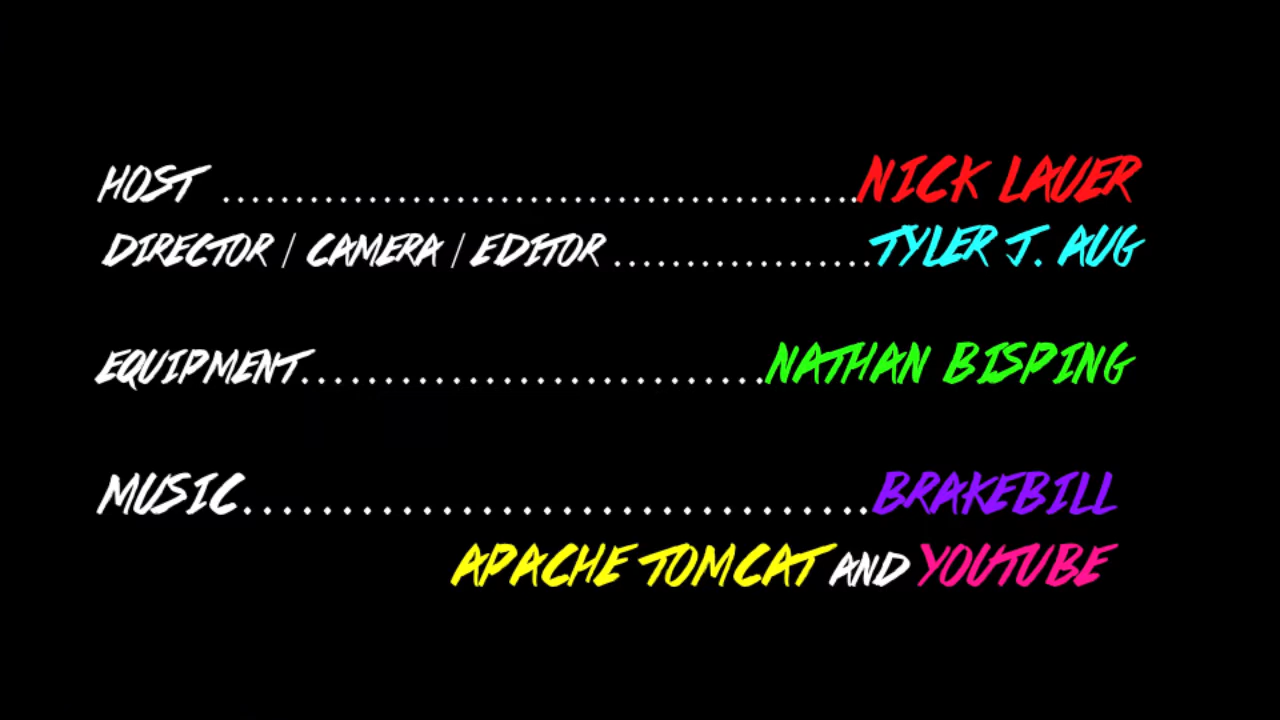 HOST ............................................NICK LAUER
DIRECTOR / CAMERA / EDITOR ..................TYLER J. AUG
EQUIPMENT...........................NATHAN BISPING
MUSIC...............................BRAKEBILL
APACHE TOMCAT AND YOUTUBE